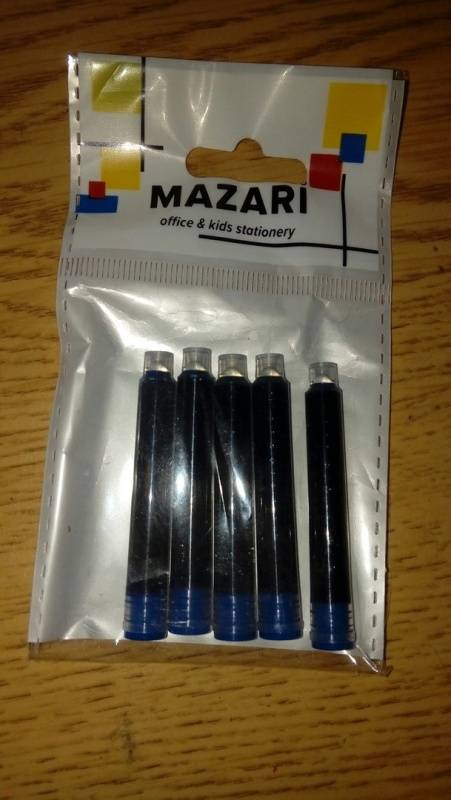 MAZARi
office & kids stationery